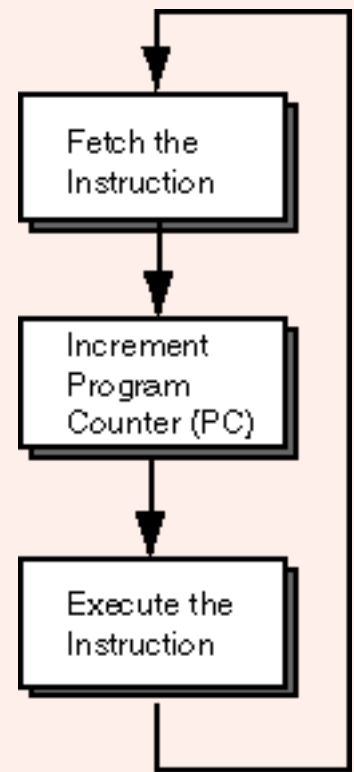 Fetch the
Instruction
Increment
Program
Counter (PC)
Execute the
Instruction